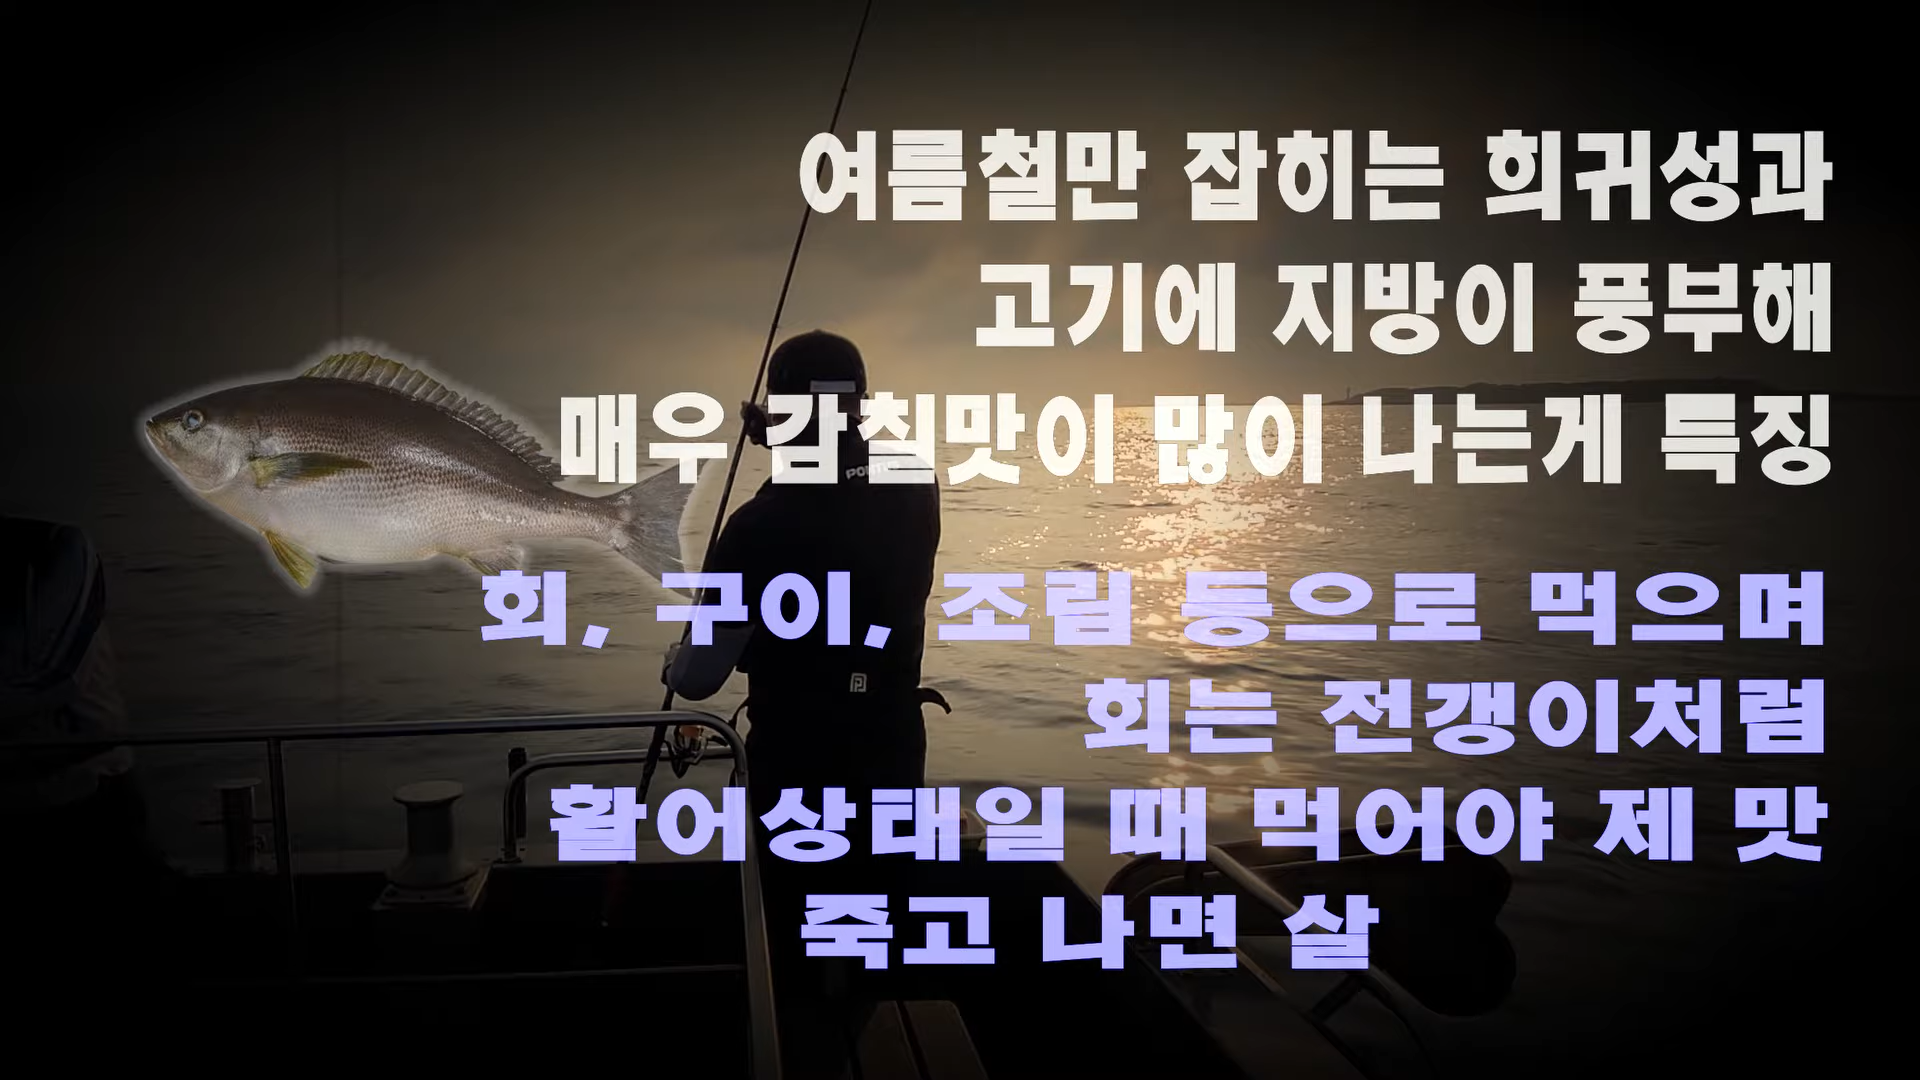 여름철만 잡히는 희귀성과
고기에 지방이 풍부해
매우 감칠맛이 많이 나는게 특징
회, 구이, 조림 등으로 먹으며
회는 전갱이처럼
활어상태일 때 먹어야 제 맛
죽고 나면 살